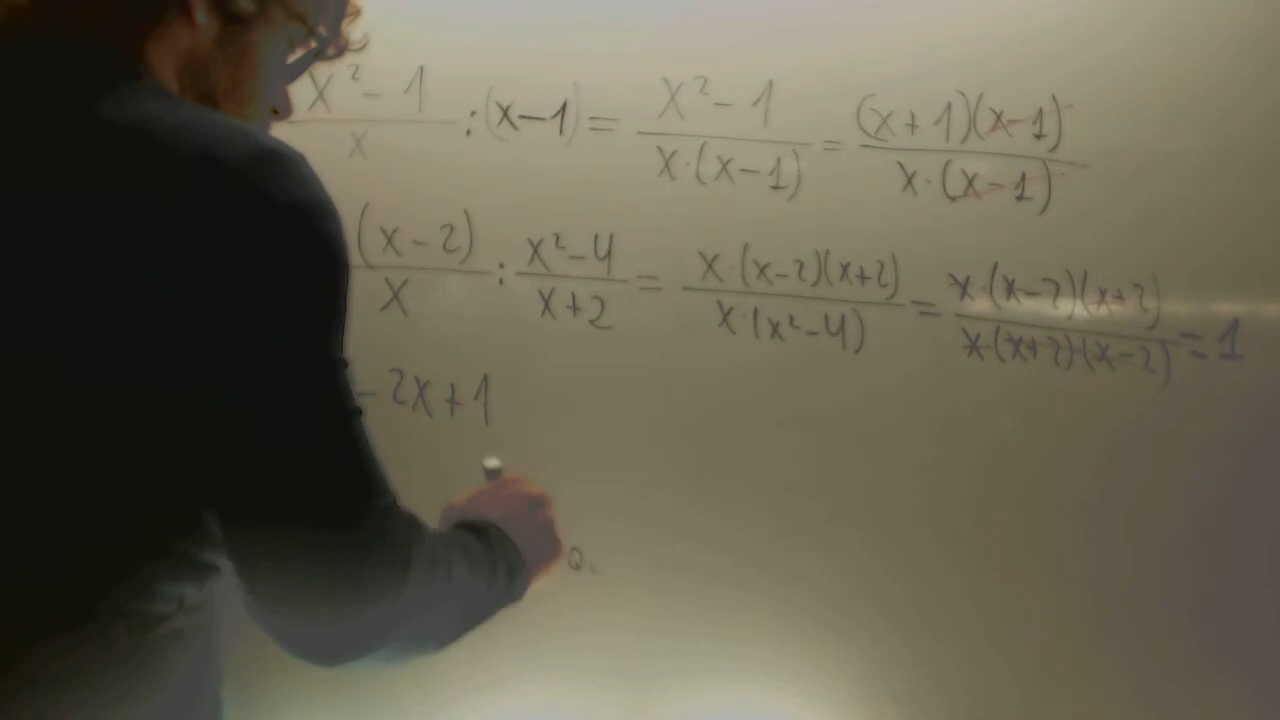 x²-1/x : (x-1) = x²-1/x·(x-1) = (x+1)(x-1)/x·(x-1)
(x-2)/x : x²-4/x+2 = x·(x-2)(x+2)/x·(x²-4) = x·(x-2)(x+2)/x·(x+2)·(x-2) = 1
- 2x+1